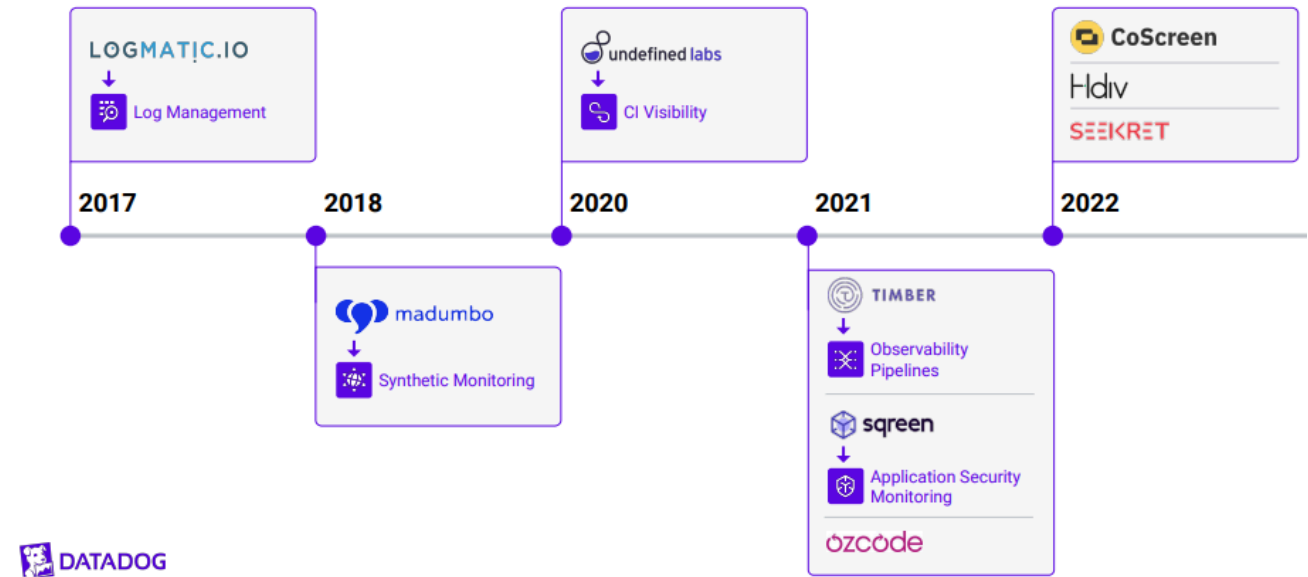 LOGMATIC.IO
Log Management
2017
madumbo
Synthetic Monitoring
2018
undefined labs
CI Visibility
2020
TIMBER
Observability
Pipelines
sqreen
Application Security
Monitoring
ozcode
2021
CoScreen
Hdiv
SEEKRET
2022
DATADOG